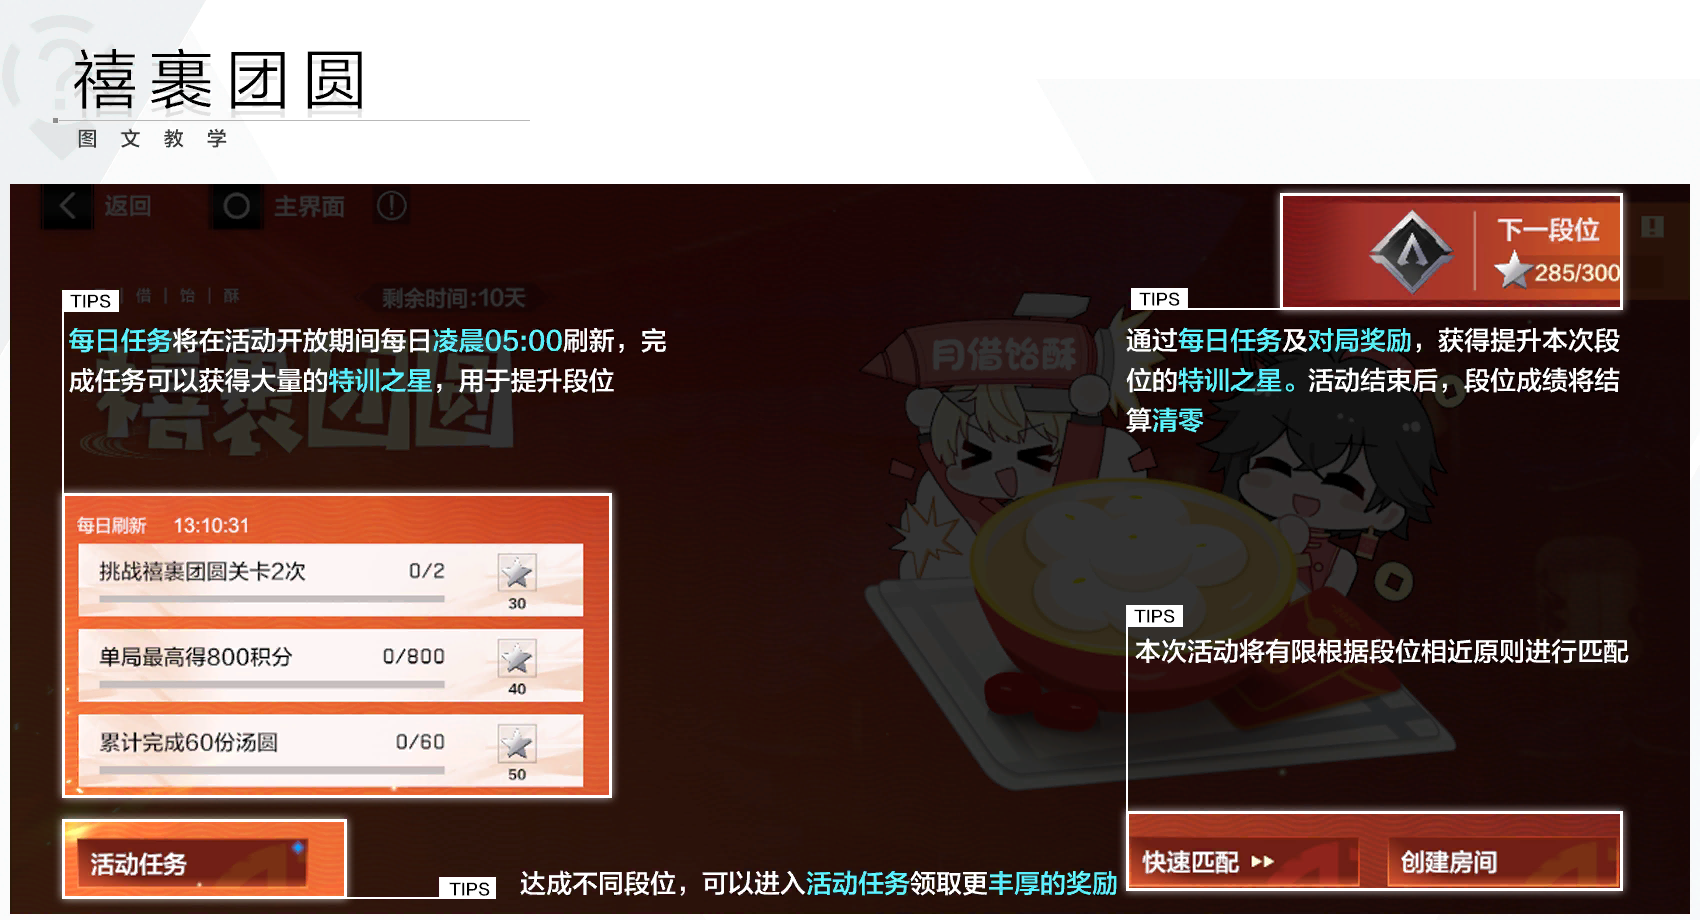 禧裹团圆
图文教学
返回
主界面
下一段位
285/300
借 | 饴 | 酥
剩余时间:10天
TIPS
每日任务将在活动开放期间每日凌晨05:00刷新，完
成任务可以获得大量的特训之星，用于提升段位
禧裹团圆
月借饴酥
TIPS
通过每日任务及对局奖励，获得提升本次段
位的特训之星。活动结束后，段位成绩将结
算清零
每日刷新 13:10:31
挑战禧裹团圆关卡2次 0/2
30
单局最高得800积分 0/800
40
累计完成60份汤圆 0/60
50
TIPS
本次活动将有限根据段位相近原则进行匹配
活动任务
TIPS
达成不同段位，可以进入活动任务领取更丰厚的奖励
快速匹配
创建房间